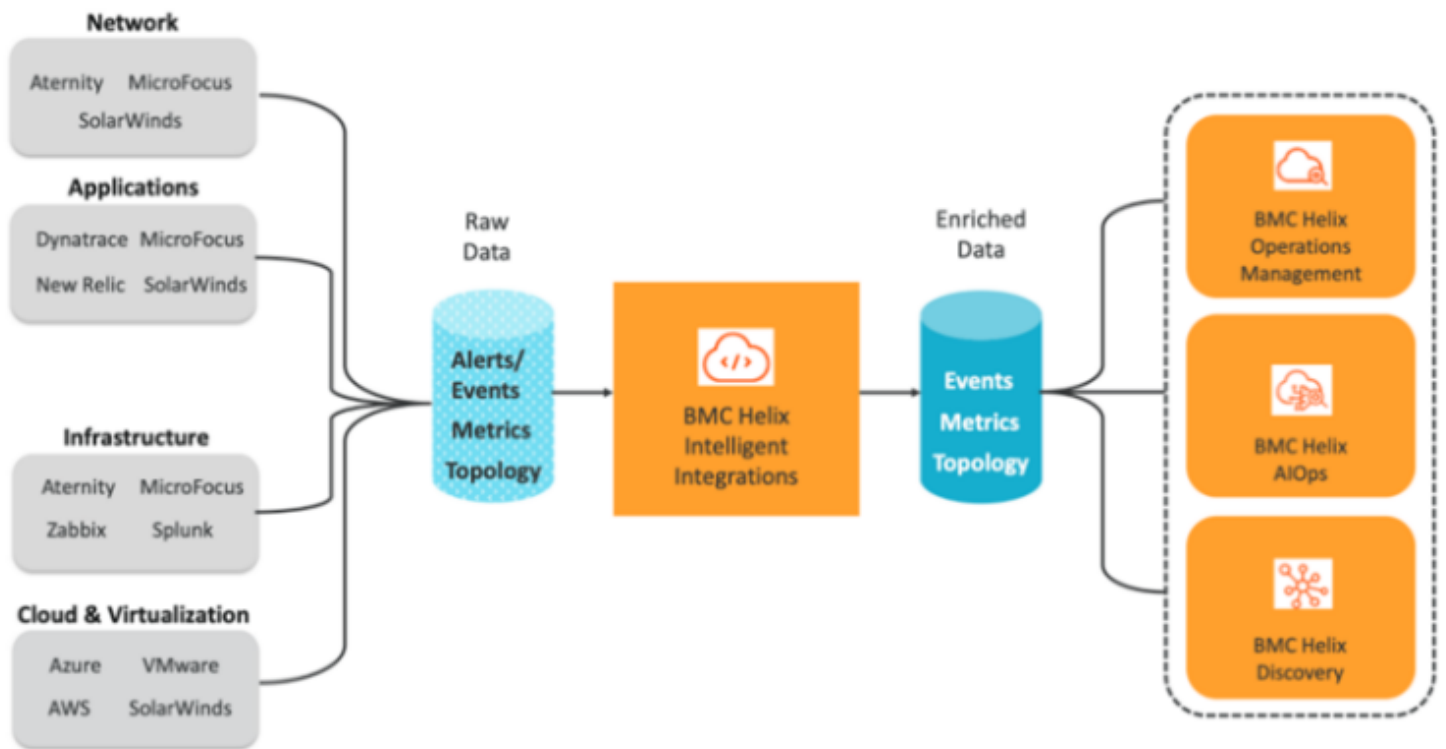 Network
Aternity MicroFocus
SolarWinds
Applications
Dynatrace MicroFocus
New Relic SolarWinds
Infrastructure
Aternity MicroFocus
Zabbix Splunk
Cloud & Virtualization
Azure VMware
AWS SolarWinds
Raw
Data
Alerts/
Events
Metrics
Topology
</>
BMC Helix
Intelligent
Integrations
Enriched
Data
Events
Metrics
Topology
BMC Helix
Operations
Management
BMC Helix
AIOps
BMC Helix
Discovery